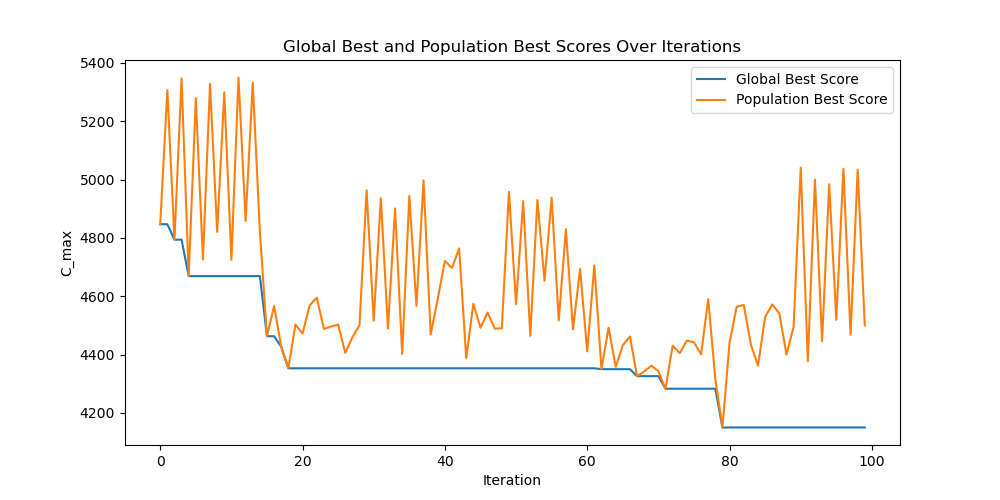 Global Best and Population Best Scores Over Iterations
Global Best Score
Population Best Score
C_max
5400
5200
5000
4800
4600
4400
4200
0 20 40 60 80 100
Iteration